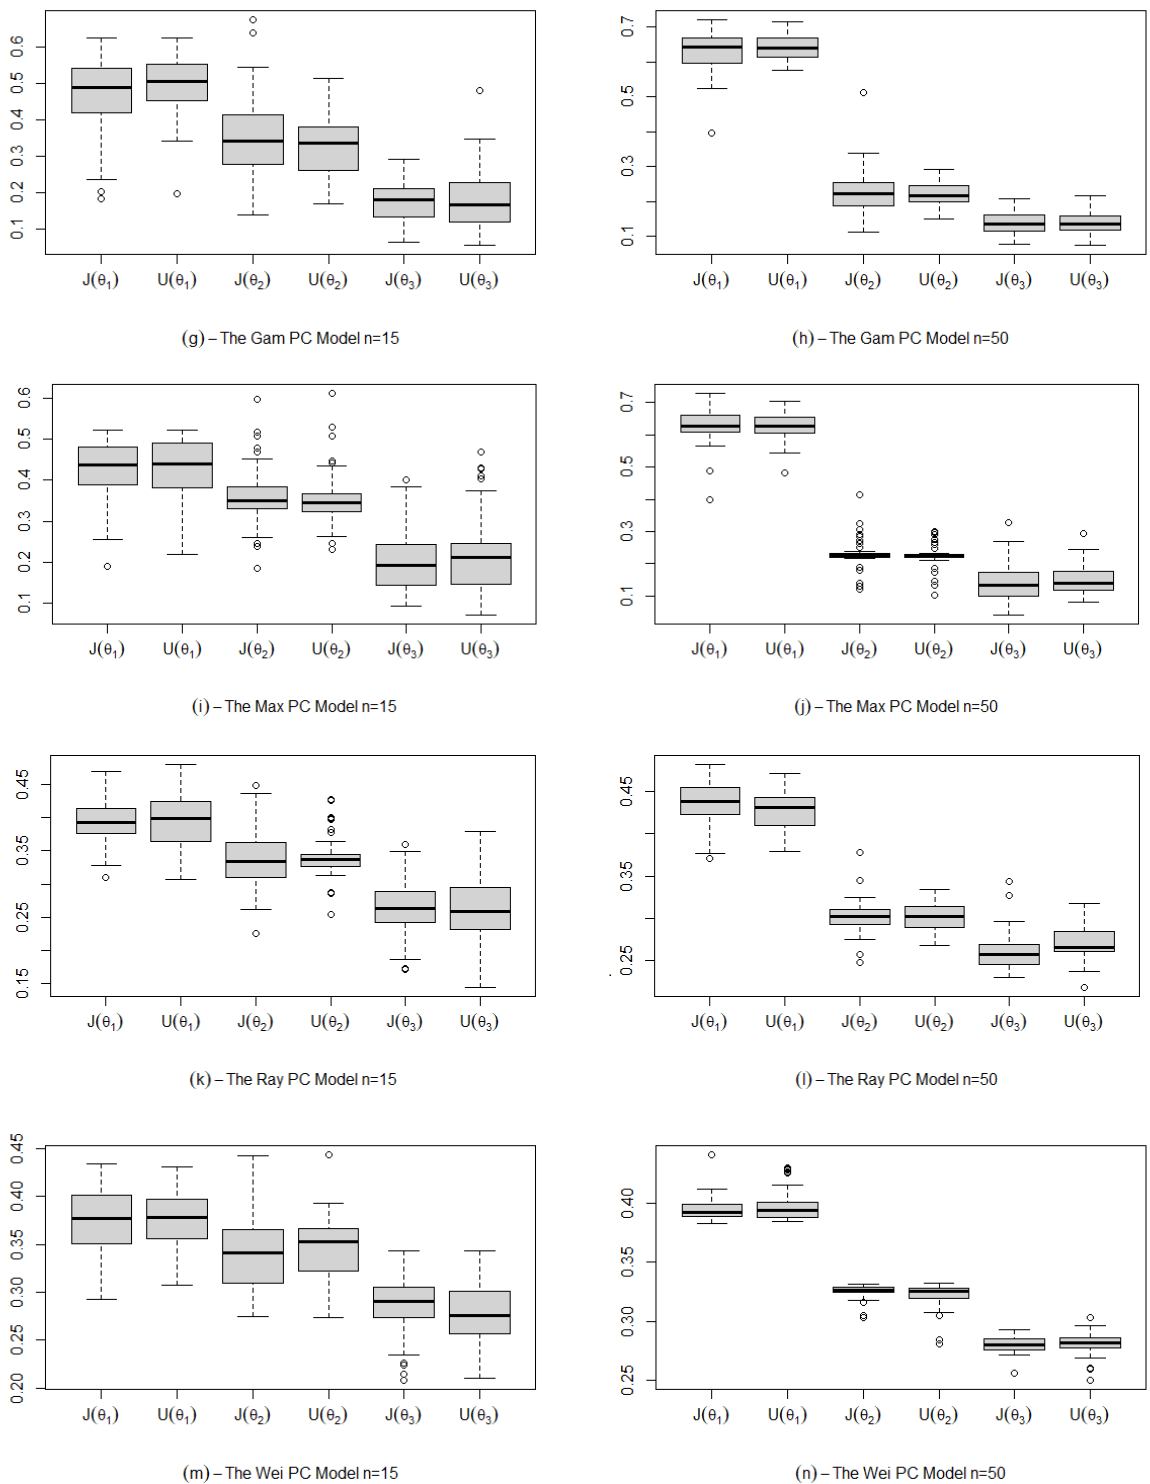 0.1 0.2 0.3 0.4 0.5 0.6
J(θ1) U(θ1) J(θ2) U(θ2) J(θ3) U(θ3)
(g) – The Gam PC Model n=15
0.1 0.3 0.5 0.7
J(θ1) U(θ1) J(θ2) U(θ2) J(θ3) U(θ3)
(h) – The Gam PC Model n=50
0.1 0.2 0.3 0.4 0.5 0.6
J(θ1) U(θ1) J(θ2) U(θ2) J(θ3) U(θ3)
(i) – The Max PC Model n=15
0.1 0.3 0.5 0.7
J(θ1) U(θ1) J(θ2) U(θ2) J(θ3) U(θ3)
(j) – The Max PC Model n=50
0.15 0.25 0.35 0.45
J(θ1) U(θ1) J(θ2) U(θ2) J(θ3) U(θ3)
(k) – The Ray PC Model n=15
0.25 0.35 0.45
J(θ1) U(θ1) J(θ2) U(θ2) J(θ3) U(θ3)
(l) – The Ray PC Model n=50
0.20 0.25 0.30 0.35 0.40 0.45
J(θ1) U(θ1) J(θ2) U(θ2) J(θ3) U(θ3)
(m) – The Wei PC Model n=15
0.25 0.30 0.35 0.40
J(θ1) U(θ1) J(θ2) U(θ2) J(θ3) U(θ3)
(n) – The Wei PC Model n=50